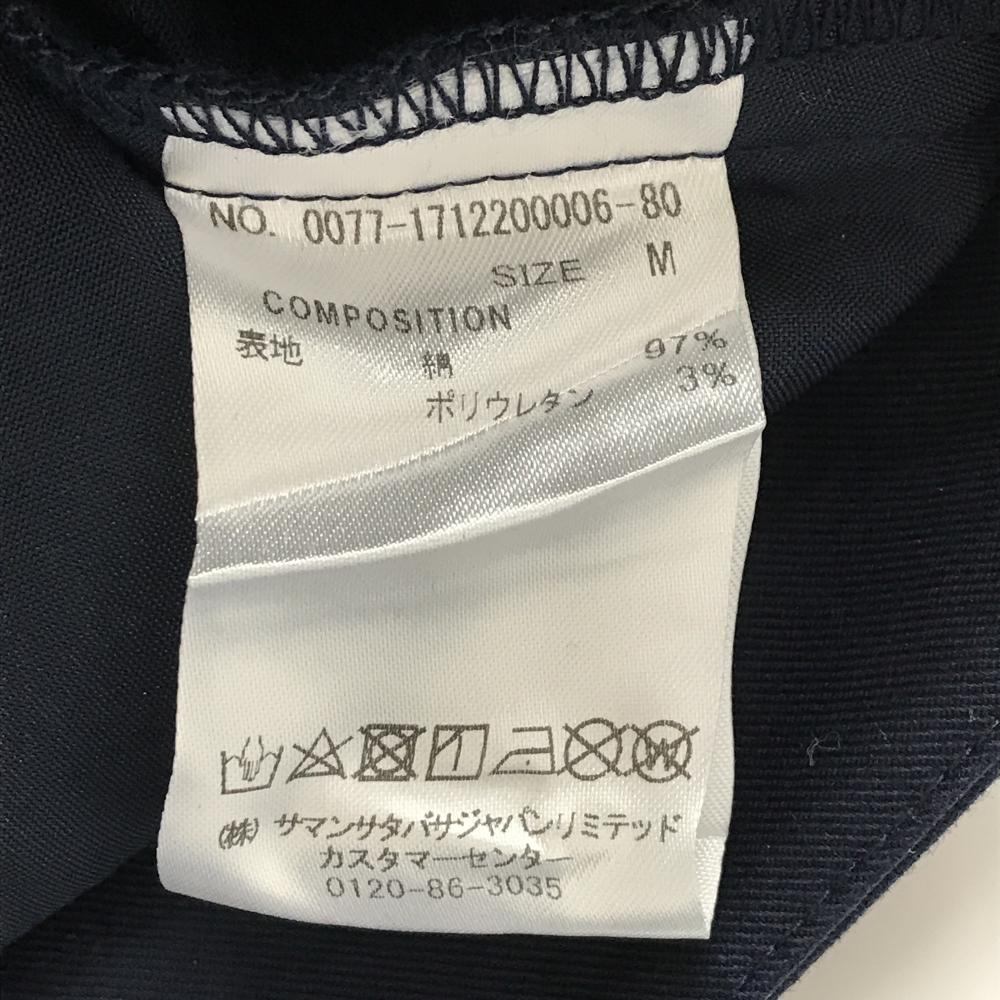 NO. 0077-1712200006-80
SIZE M
COMPOSITION
表地 綿 97%
ポリウレタン 3%
(株) サマンサタバサジャパンリミテッド
カスタマーセンター
0120-86-3035